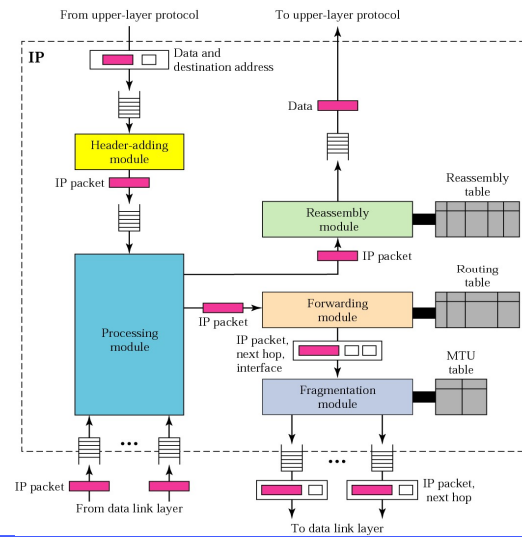 From upper-layer protocol
To upper-layer protocol
IP
Data and
destination address
Data
Header-adding
module
IP packet
Reassembly
table
Reassembly
module
IP packet
Routing
table
Processing
module
IP packet
Forwarding
module
IP packet,
next hop,
interface
MTU
table
Fragmentation
module
...
...
IP packet
From data link layer
IP packet,
next hop
To data link layer